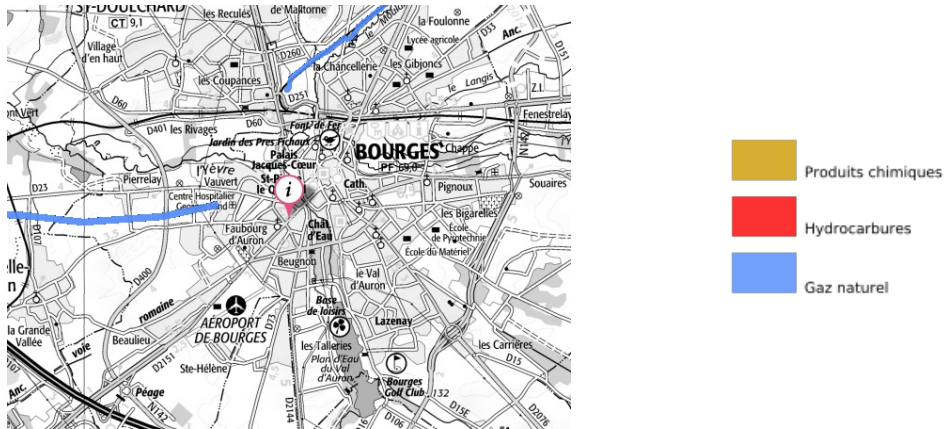 ST-DOULCHARD
les Reculés
de Malitorne
CT 9,1
la Foulonne
Lycée agricole
D33
Anc.
D151
Village
d'en haut
D260
la Chancellerie
les Gibjoncs
les Coupances
le Langis
Z.I.
D60
D251
Fenestrelay
D401
les Rivages
D60
Font de Fer
Jardin des Pres Fichaux
BOURGES
Chappe
Palais
Jacques-Cœur
PF 69,0
l'Yèvre
D23
Pierrelay
Vauvert
Cath.
Pignoux
Souaires
Centre Hospitalier
i
D107
3.5
Faubourg
d'Auron
Chât.
d'Eau
les Bigarelles
École
de Pyrotechnie
École du Matériel
Beugnon
D400
le Val
d'Auron
romaine
AÉROPORT
DE BOURGES
D73
Base
de loisirs
Lazenay
la Grande
Vallée
voie
Beaulieu
D2151
les Talleries
les Carrières
Ste-Hélène
Plan d'Eau
du Val
d'Auron
D15
Bourges
Golf Club
132
Péage
N142
D2144
D15E
D2076
D106
Anc.
Produits chimiques
Hydrocarbures
Gaz naturel